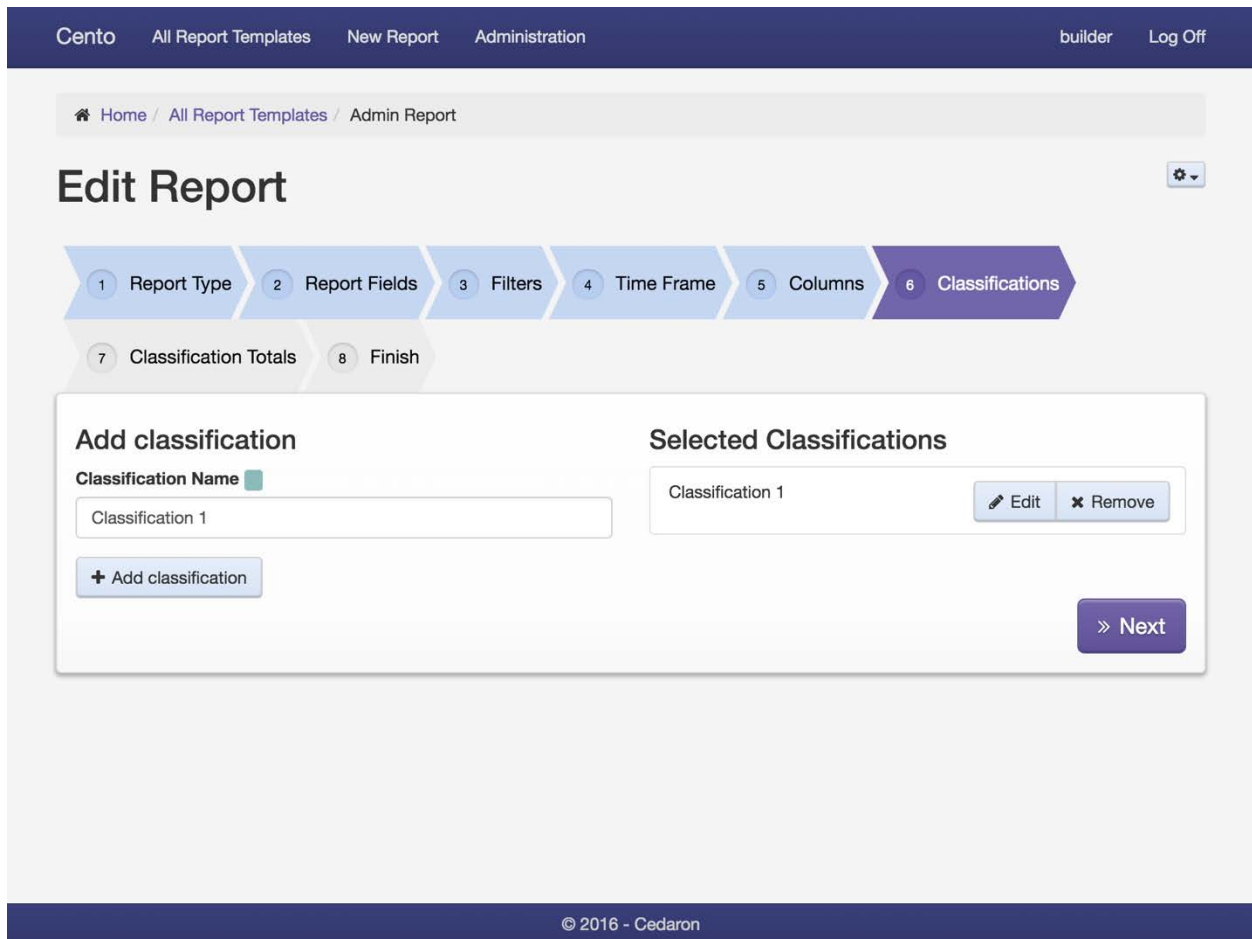 Cento All Report Templates New Report Administration builder Log Off
Home / All Report Templates / Admin Report
Edit Report
1 Report Type 2 Report Fields 3 Filters 4 Time Frame 5 Columns 6 Classifications
7 Classification Totals 8 Finish
Add classification
Classification Name
Classification 1
+ Add classification
Selected Classifications
Classification 1 Edit Remove
» Next
© 2016 - Cedaron